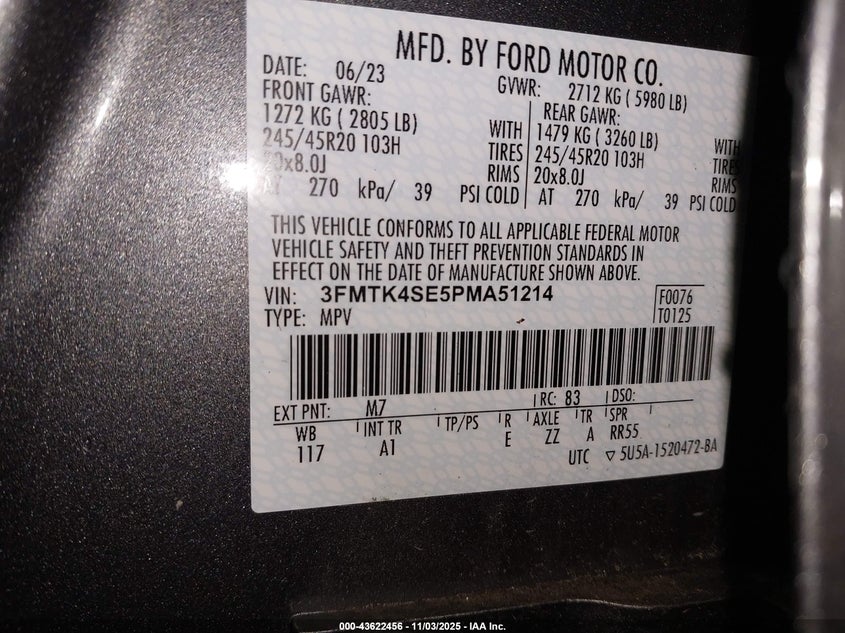 MFD. BY FORD MOTOR CO.
DATE: 06/23
GVWR: 2712 KG ( 5980 LB)
FRONT GAWR:
1272 KG ( 2805 LB)
WITH
245/45R20 103H
TIRES
20x8.0J
RIMS
AT 270 kPa/ 39 PSI COLD
REAR GAWR:
1479 KG ( 3260 LB)
WITH
245/45R20 103H
TIRES
20x8.0J
RIMS
AT 270 kPa/ 39 PSI COLD
THIS VEHICLE CONFORMS TO ALL APPLICABLE FEDERAL MOTOR
VEHICLE SAFETY AND THEFT PREVENTION STANDARDS IN
EFFECT ON THE DATE OF MANUFACTURE SHOWN ABOVE.
VIN: 3FMTK4SE5PMA51214
F0076
TYPE: MPV
T0125
EXT PNT: M7
RC: 83
DSO:
WB
INT TR
TP/PS
R
AXLE
TR
SPR
117
A1
E
ZZ
A
RR55
UTC ▽ 5U5A-1520472-BA
000-43622456 - 11/03/2025 - IAA Inc.